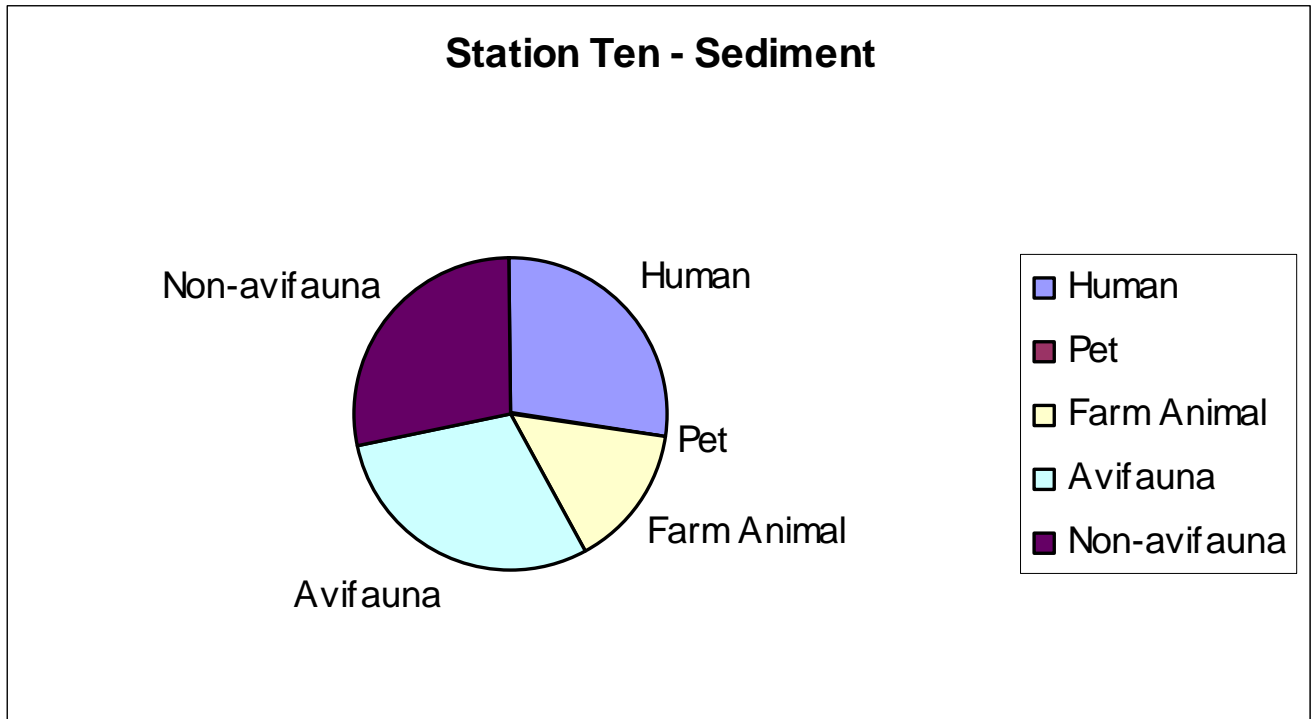 Station Ten - Sediment
Non-avifauna
Human
Pet
Farm Animal
Avifauna
Human
Pet
Farm Animal
Avifauna
Non-avifauna